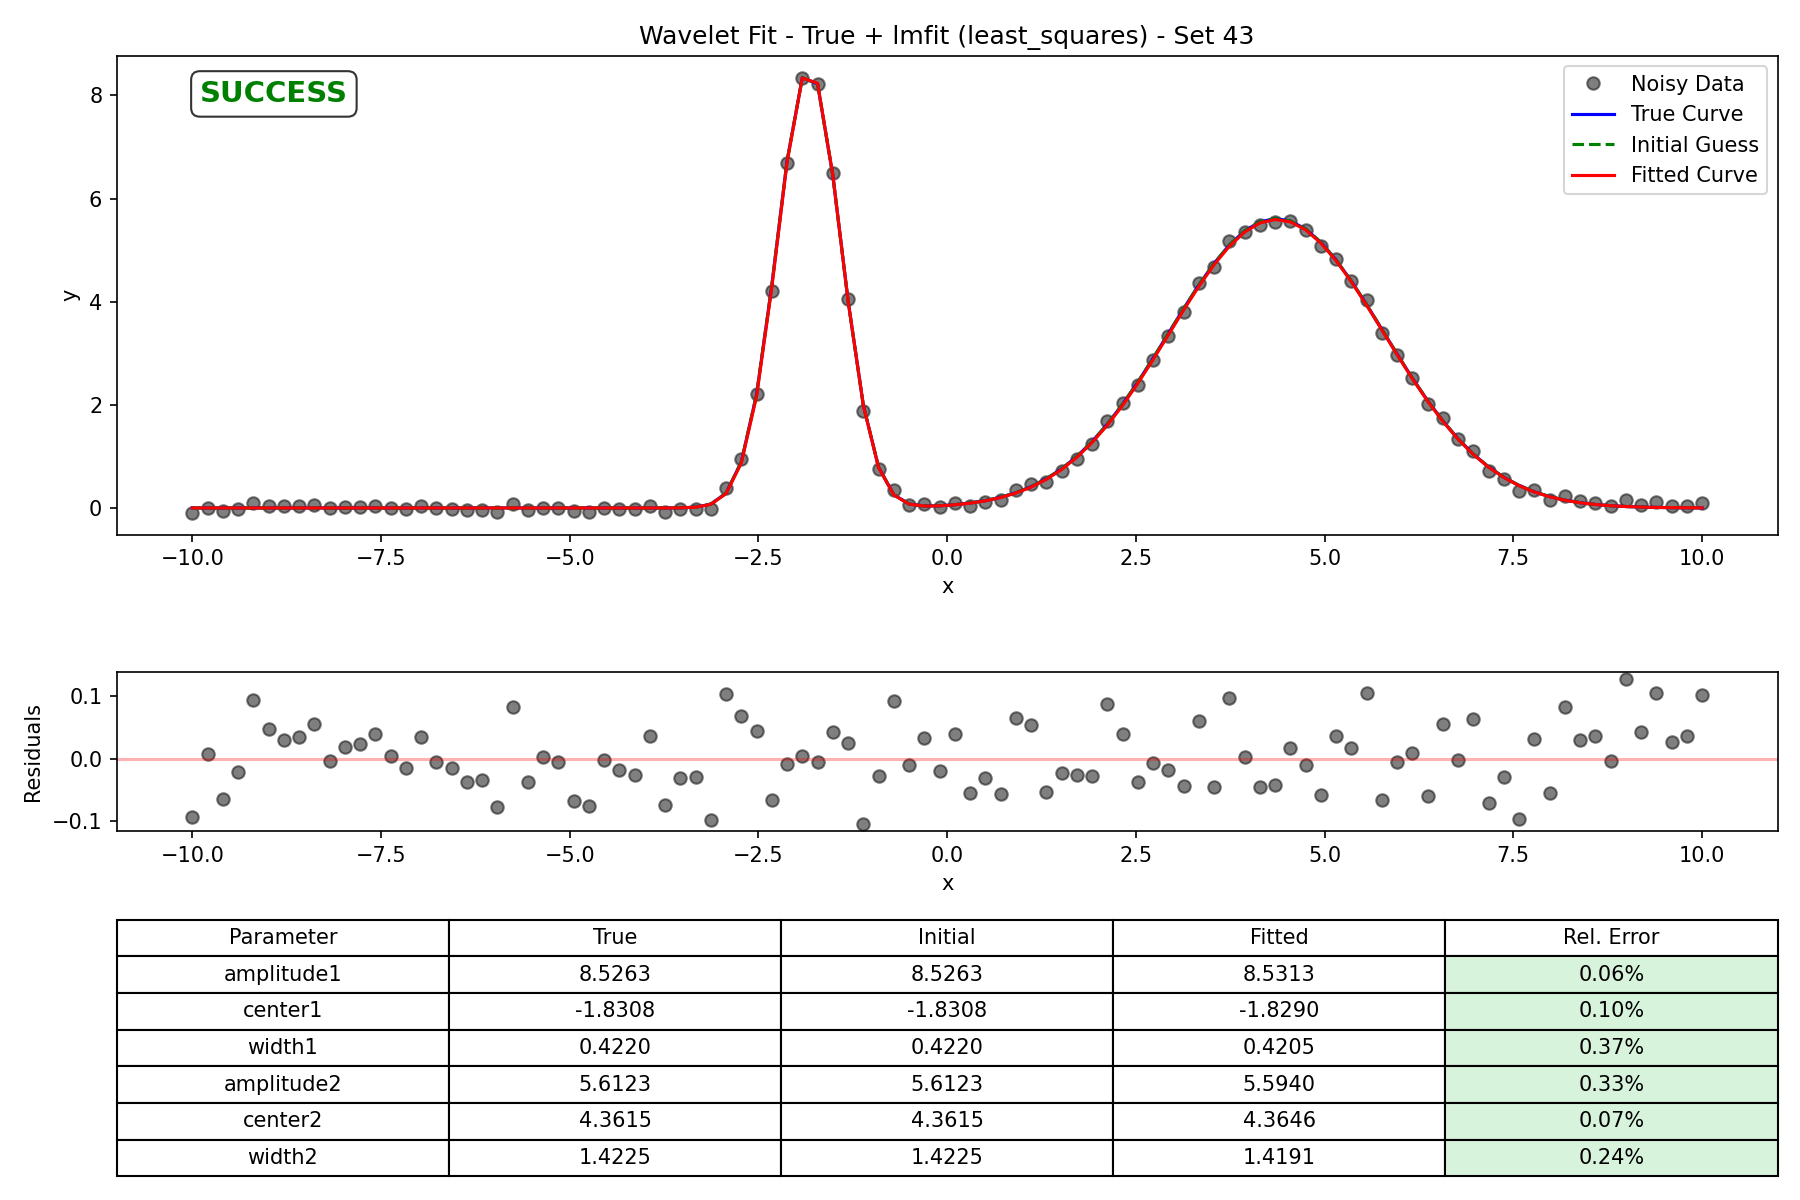 Wavelet Fit - True + lmfit (least_squares) - Set 43
SUCCESS
Noisy Data
True Curve
Initial Guess
Fitted Curve
y
8
6
4
2
0
−10.0 −7.5 −5.0 −2.5 0.0 2.5 5.0 7.5 10.0
x
Residuals
0.1
0.0
−0.1
−10.0 −7.5 −5.0 −2.5 0.0 2.5 5.0 7.5 10.0
x
Parameter True Initial Fitted Rel. Error
amplitude1 8.5263 8.5263 8.5313 0.06%
center1 -1.8308 -1.8308 -1.8290 0.10%
width1 0.4220 0.4220 0.4205 0.37%
amplitude2 5.6123 5.6123 5.5940 0.33%
center2 4.3615 4.3615 4.3646 0.07%
width2 1.4225 1.4225 1.4191 0.24%